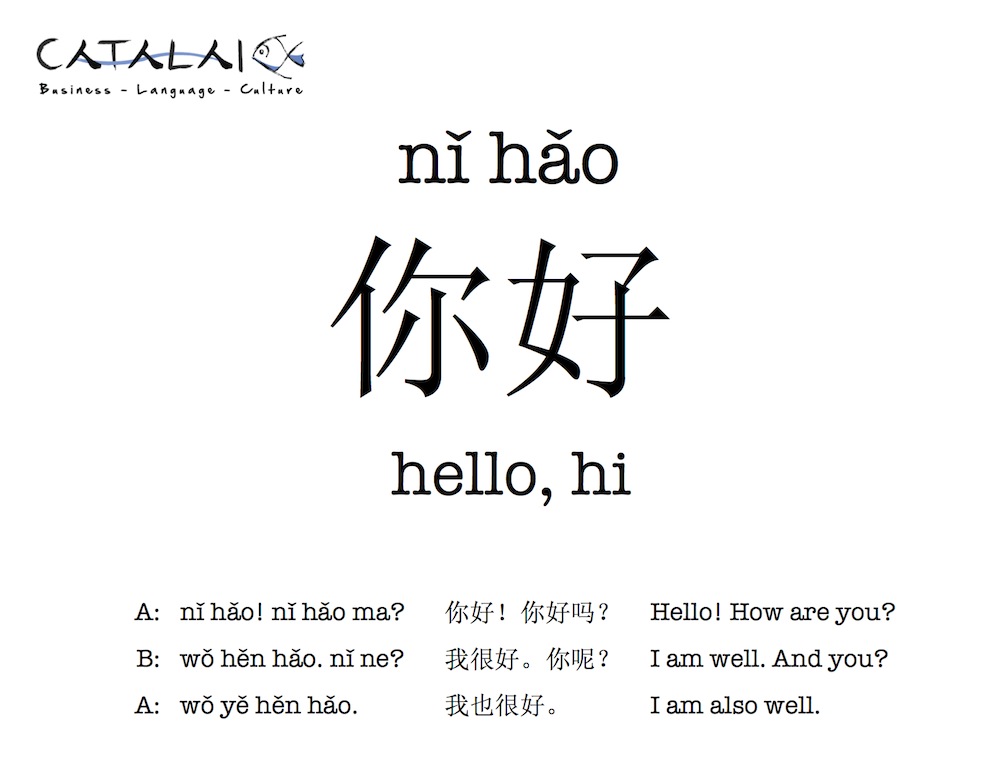 CATALAI
Business - Language - Culture
nǐ hǎo
你好
hello, hi
A: nǐ hǎo! nǐ hǎo ma? 你好！你好吗？ Hello! How are you?
B: wǒ hěn hǎo. nǐ ne? 我很好。你呢？ I am well. And you?
A: wǒ yě hěn hǎo. 我也很好。 I am also well.